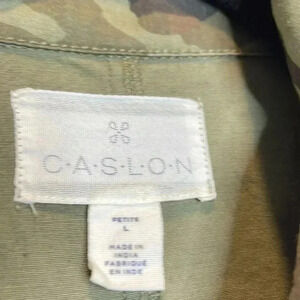 C·A·S·L·O·N
PETITE
L
MADE IN
INDIA
FABRIQUÉ
EN INDE